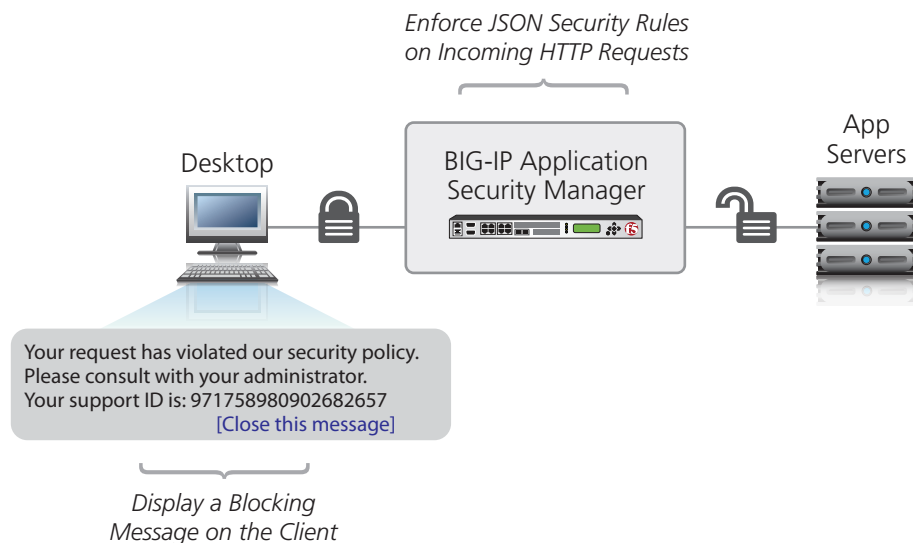 Enforce JSON Security Rules
on Incoming HTTP Requests
Desktop
BIG-IP Application
Security Manager
App
Servers
Your request has violated our security policy.
Please consult with your administrator.
Your support ID is: 971758980902682657
[Close this message]
Display a Blocking
Message on the Client